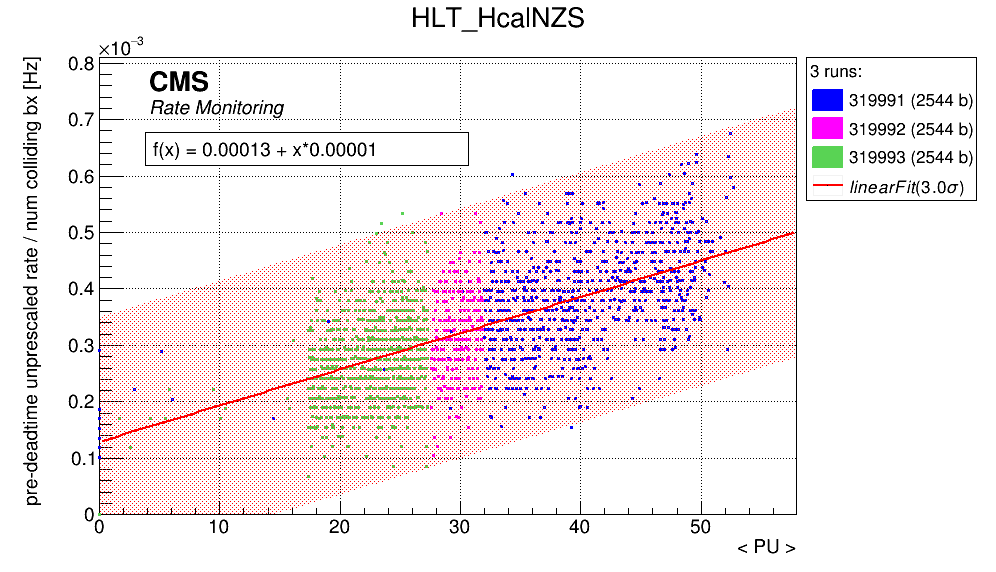 HLT_HcalNZS
×10⁻³
0.8
0.7
0.6
0.5
0.4
0.3
0.2
0.1
0
pre-deadtime unprescaled rate / num colliding bx [Hz]
CMS
Rate Monitoring
f(x) = 0.00013 + x*0.00001
0 10 20 30 40 50
< PU >
3 runs:
319991 (2544 b)
319992 (2544 b)
319993 (2544 b)
linearFit(3.0σ)